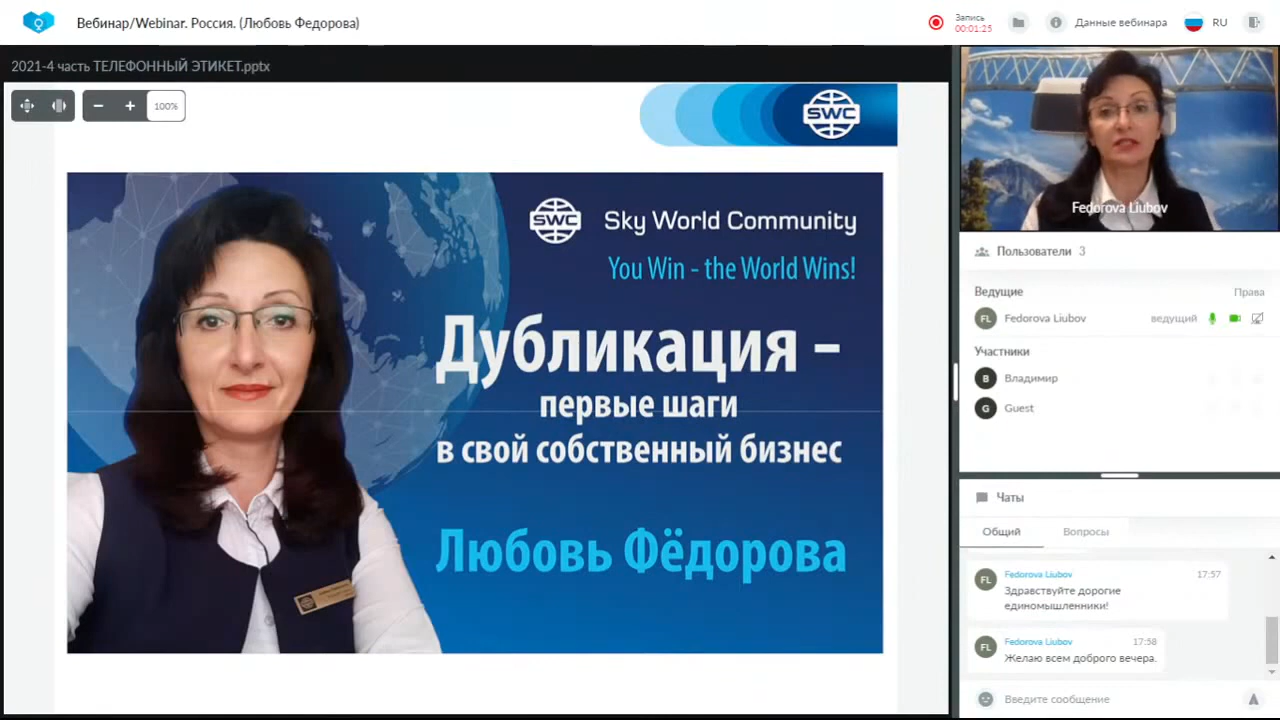 Вебинар/Webinar. Россия. (Любовь Федорова)
Запись
00:01:25
Данные вебинара
RU
2021-4 часть ТЕЛЕФОННЫЙ ЭТИКЕТ.pptx
100%
SWC
SWC
Sky World Community
You Win - the World Wins!
Дубликация –
первые шаги
в свой собственный бизнес
Любовь Фёдорова
Fedorova Liubov
Пользователи 3
Ведущие
Права
FL
Fedorova Liubov
ведущий
Участники
В
Владимир
G
Guest
Чаты
Общий
Вопросы
FL
Fedorova Liubov
17:57
Здравствуйте дорогие
единомышленники!
FL
Fedorova Liubov
17:58
Желаю всем доброго вечера.
Введите сообщение